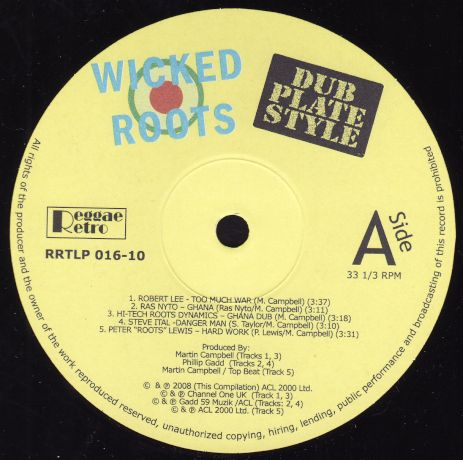 WICKED
ROOTS
DUB
PLATE
STYLE
Reggae
Retro
RRTLP 016-10
Side
A
33 1/3 RPM
1. ROBERT LEE - TOO MUCH WAR (M. Campbell) (3:37)
2. RAS NYTO – GHANA (Ras Nyto/M. Campbell) (3:11)
3. HI-TECH ROOTS DYNAMICS – GHANA DUB (M. Campbell) (3:18)
4. STEVE ITAL -DANGER MAN (S. Taylor/M. Campbell) (3:10)
5. PETER "ROOTS" LEWIS – HARD WORK (P. Lewis/M. Campbell) (3:31)
Produced By:
Martin Campbell (Tracks 1, 3)
Phillip Gadd (Tracks 2, 4)
Martin Campbell / Top Beat (Track 5)
© & ℗ 2008 (This Compilation) ACL 2000 Ltd.
© & ℗ Channel One UK (Track 1, 3)
© & ℗ Gadd 59 Muzik /ACL (Tracks: 2, 4)
© & ℗ ACL 2000 Ltd. (Track 5)
All rights of the producer and the owner of the work reproduced reserved, unauthorized copying, hiring, lending, public performance and broadcasting of this record is prohibited